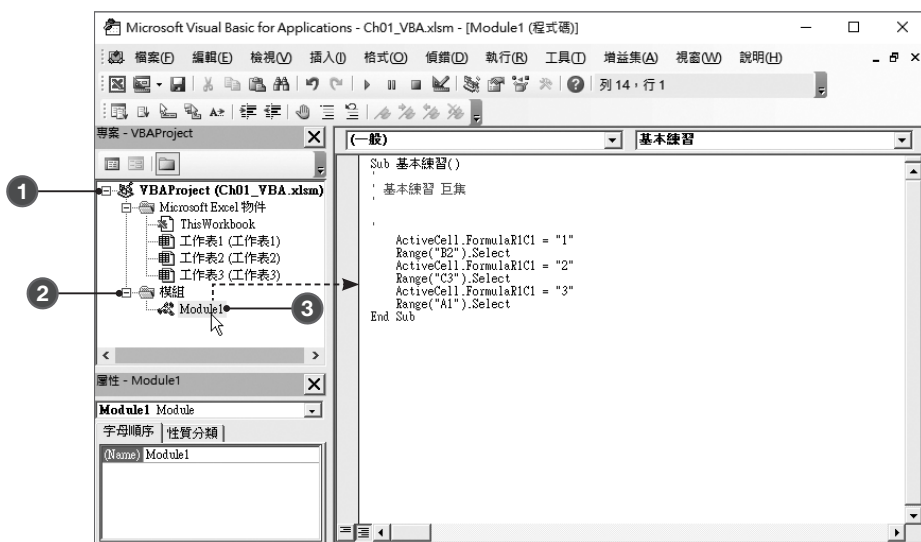 Microsoft Visual Basic for Applications - Ch01_VBA.xlsm - [Module1 (程式碼)]
檔案(F) 編輯(E) 檢視(V) 插入(I) 格式(O) 偵錯(D) 執行(R) 工具(T) 增益集(A) 視窗(W) 說明(H)
列 14，行 1
專案 - VBAProject
(一般) 基本練習
1
VBAProject (Ch01_VBA.xlsm)
Microsoft Excel 物件
ThisWorkbook
工作表1 (工作表1)
工作表2 (工作表2)
工作表3 (工作表3)
2
模組
Module1
3
Sub 基本練習()
'
' 基本練習 巨集
'
'
ActiveCell.FormulaR1C1 = "1"
Range("B2").Select
ActiveCell.FormulaR1C1 = "2"
Range("C3").Select
ActiveCell.FormulaR1C1 = "3"
Range("A1").Select
End Sub
屬性 - Module1
Module1 Module
字母順序 性質分類
(Name) Module1